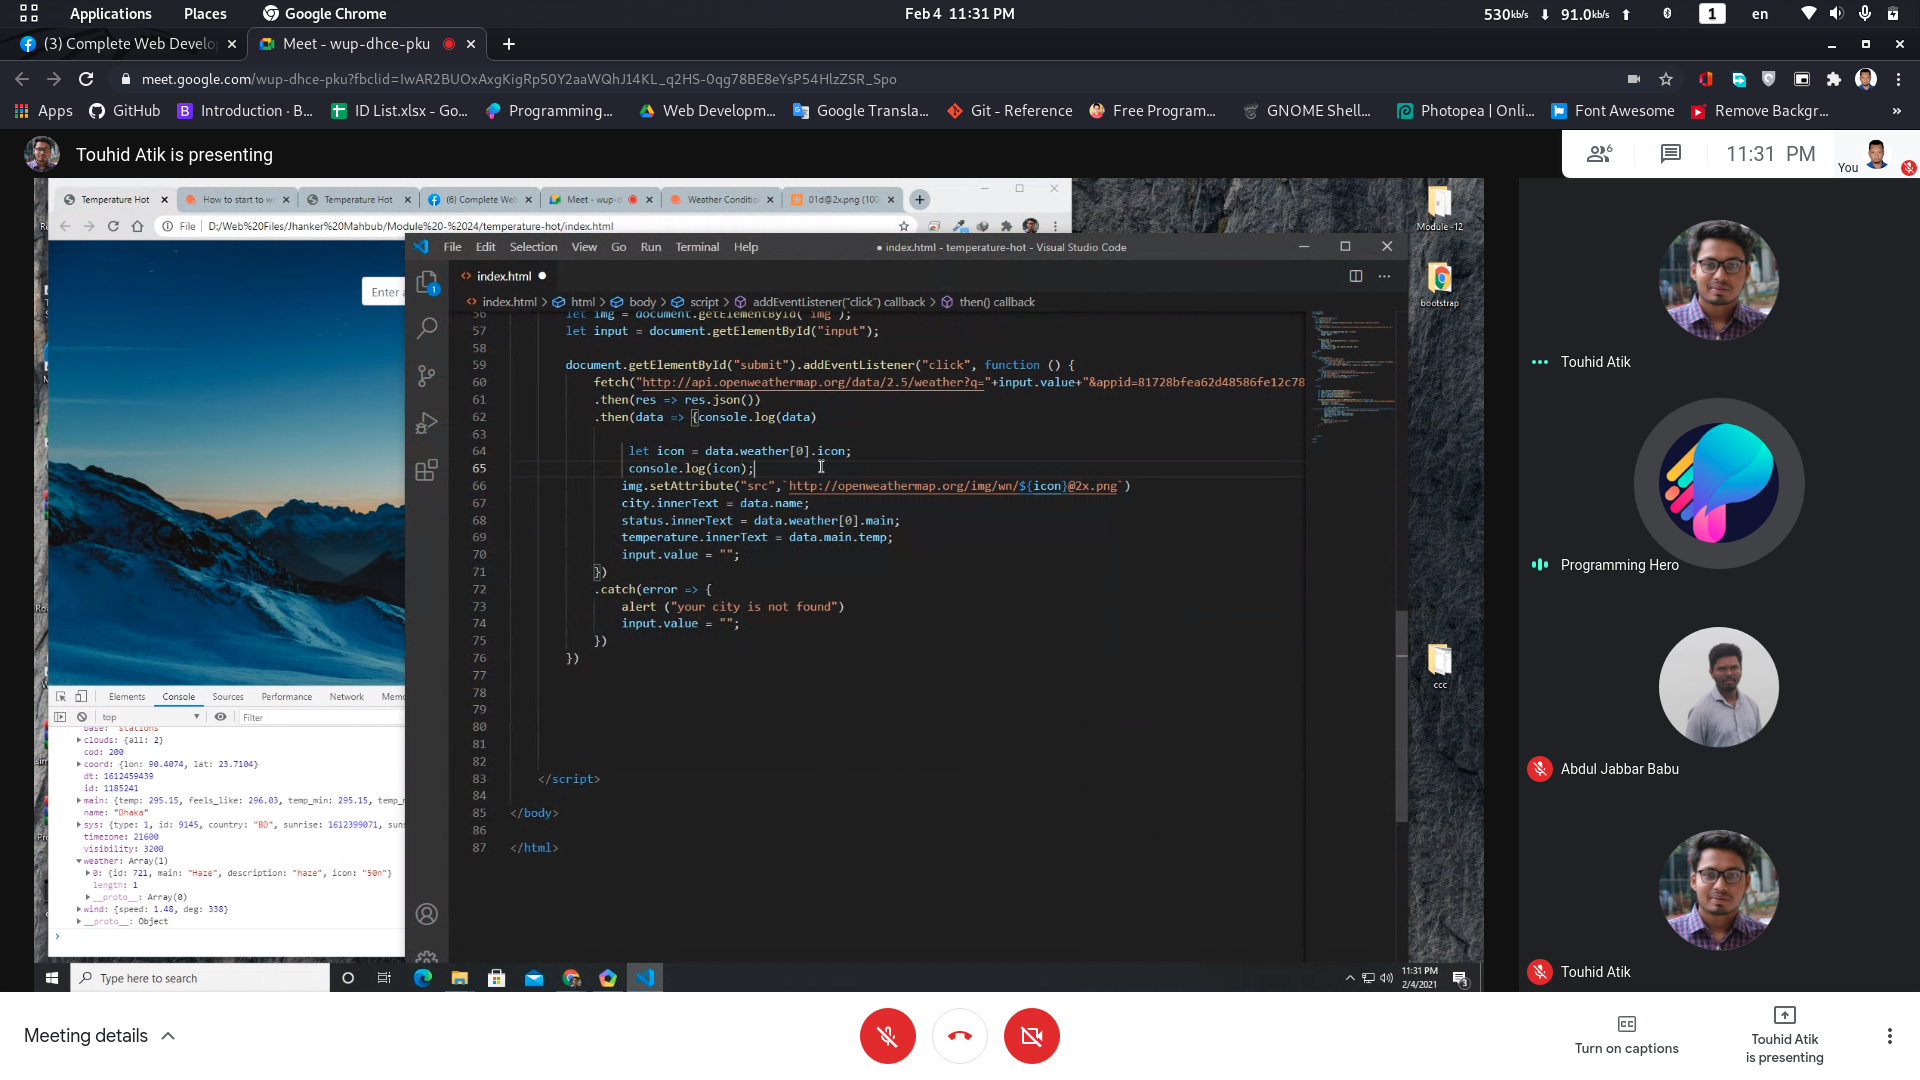 Applications Places Google Chrome Feb 4 11:31 PM 530kb/s 91.0kb/s 1 en
(3) Complete Web Develo Meet - wup-dhce-pku
meet.google.com/wup-dhce-pku?fbclid=IwAR2BUOxAxgKigRp50Y2aaWQhJ14KL_q2HS-0qg78BE8eYsP54HlzZSR_Spo
Apps GitHub Introduction · B... ID List.xlsx - Go... Programming... Web Developm... Google Transla... Git - Reference Free Program... GNOME Shell... Photopea | Onli... Font Awesome Remove Backgr... »
Touhid Atik is presenting 6 11:31 PM You
Temperature Hot How to start to w Temperature Hot (6) Complete Web Meet - wup-d Weather Conditio 01d@2x.png (100
File D:/Web%20Files/Jhanker%20Mahbub/Module%20-%2024/temperature-hot/index.html
Module -12
File Edit Selection View Go Run Terminal Help ● index.html - temperature-hot - Visual Studio Code
index.html
1
Enter a
bootstrap
index.html > html > body > script > addEventListener("click") callback > then() callback
56 let img = document.getElementById("img");
57 let input = document.getElementById("input");
58
59 document.getElementById("submit").addEventListener("click", function () {
60 fetch("http://api.openweathermap.org/data/2.5/weather?q="+input.value+"&appid=81728bfea62d48586fe12c78
61 .then(res => res.json())
62 .then(data => {console.log(data)
63
64 let icon = data.weather[0].icon;
65 console.log(icon);
66 img.setAttribute("src",`http://openweathermap.org/img/wn/${icon}@2x.png`)
67 city.innerText = data.name;
68 status.innerText = data.weather[0].main;
69 temperature.innerText = data.main.temp;
70 input.value = "";
71 })
72 .catch(error => {
73 alert ("your city is not found")
74 input.value = "";
75 })
76 })
77
78
79
80
81
82
83 </script>
84
85 </body>
86
87 </html>
ccc
Elements Console Sources Performance Network Memo
top Filter
base: "stations"
clouds: {all: 2}
cod: 200
coord: {lon: 90.4074, lat: 23.7104}
dt: 1612459439
id: 1185241
main: {temp: 295.15, feels_like: 296.03, temp_min: 295.15, temp_m
name: "Dhaka"
sys: {type: 1, id: 9145, country: "BD", sunrise: 1612399071, suns
timezone: 21600
visibility: 3200
weather: Array(1)
0: {id: 721, main: "Haze", description: "haze", icon: "50n"}
length: 1
__proto__: Array(0)
wind: {speed: 1.48, deg: 338}
__proto__: Object
Type here to search 11:31 PM
2/4/2021
3
Touhid Atik
Programming Hero
Abdul Jabbar Babu
Touhid Atik
Meeting details Turn on captions Touhid Atik
is presenting